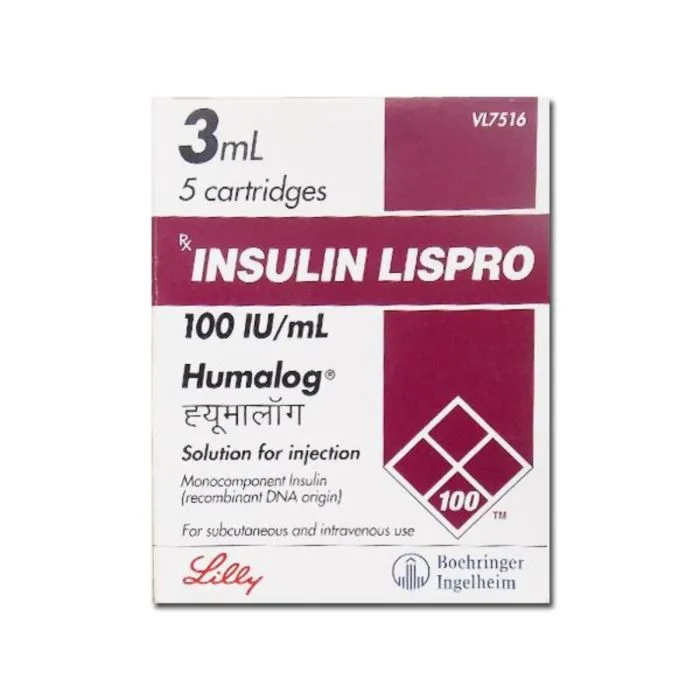 3mL
VL7516
5 cartridges
Rx INSULIN LISPRO
100 IU/mL
Humalog®
ह्यूमालॉग
Solution for injection
Monocomponent Insulin
(recombinant DNA origin)
100 ™
For subcutaneous and intravenous use
Lilly
Boehringer
Ingelheim